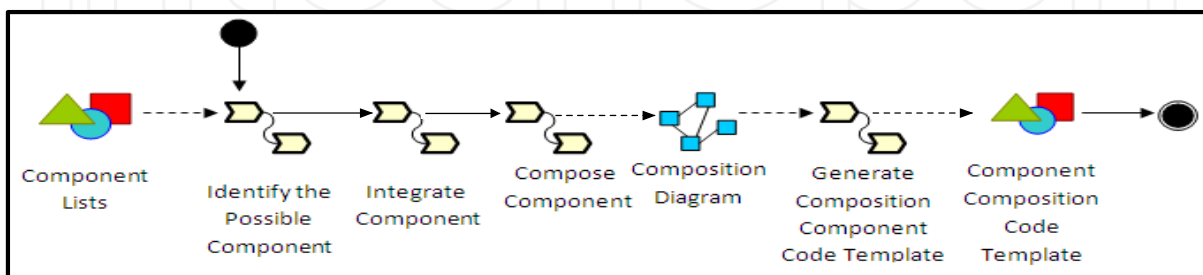 Component
Lists
Identify the
Possible
Component
Integrate
Component
Compose
Component
Composition
Diagram
Generate
Composition
Component
Code Template
Component
Composition
Code
Template